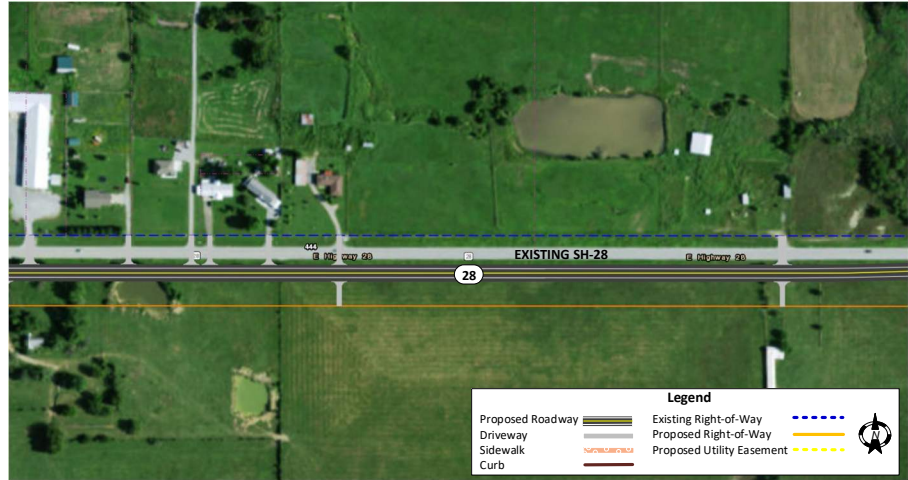 444
E Highway 28
EXISTING SH-28
E Highway 28
28
Legend
Proposed Roadway
Existing Right-of-Way
Driveway
Proposed Right-of-Way
Sidewalk
Proposed Utility Easement
Curb
N